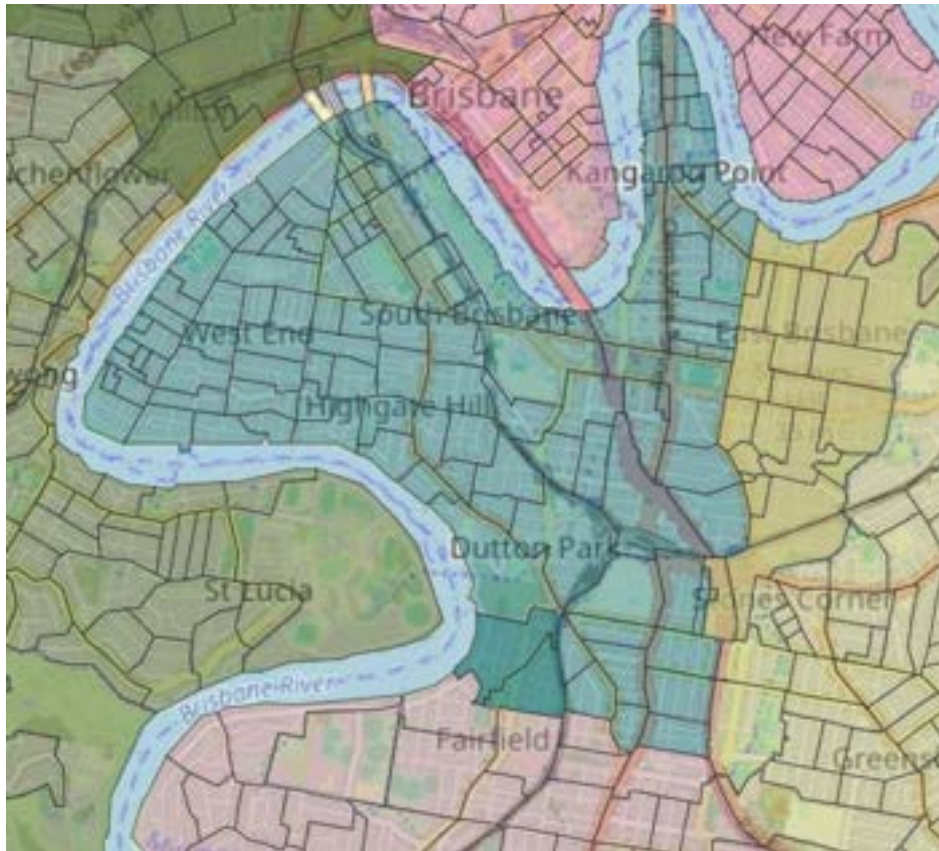 New Farm
Brisbane
Milton
Kangaroo Point
Brisbane River
South Brisbane
West End
East Brisbane
Highgate Hill
Dutton Park
St Lucia
Brisbane River
Fairfield